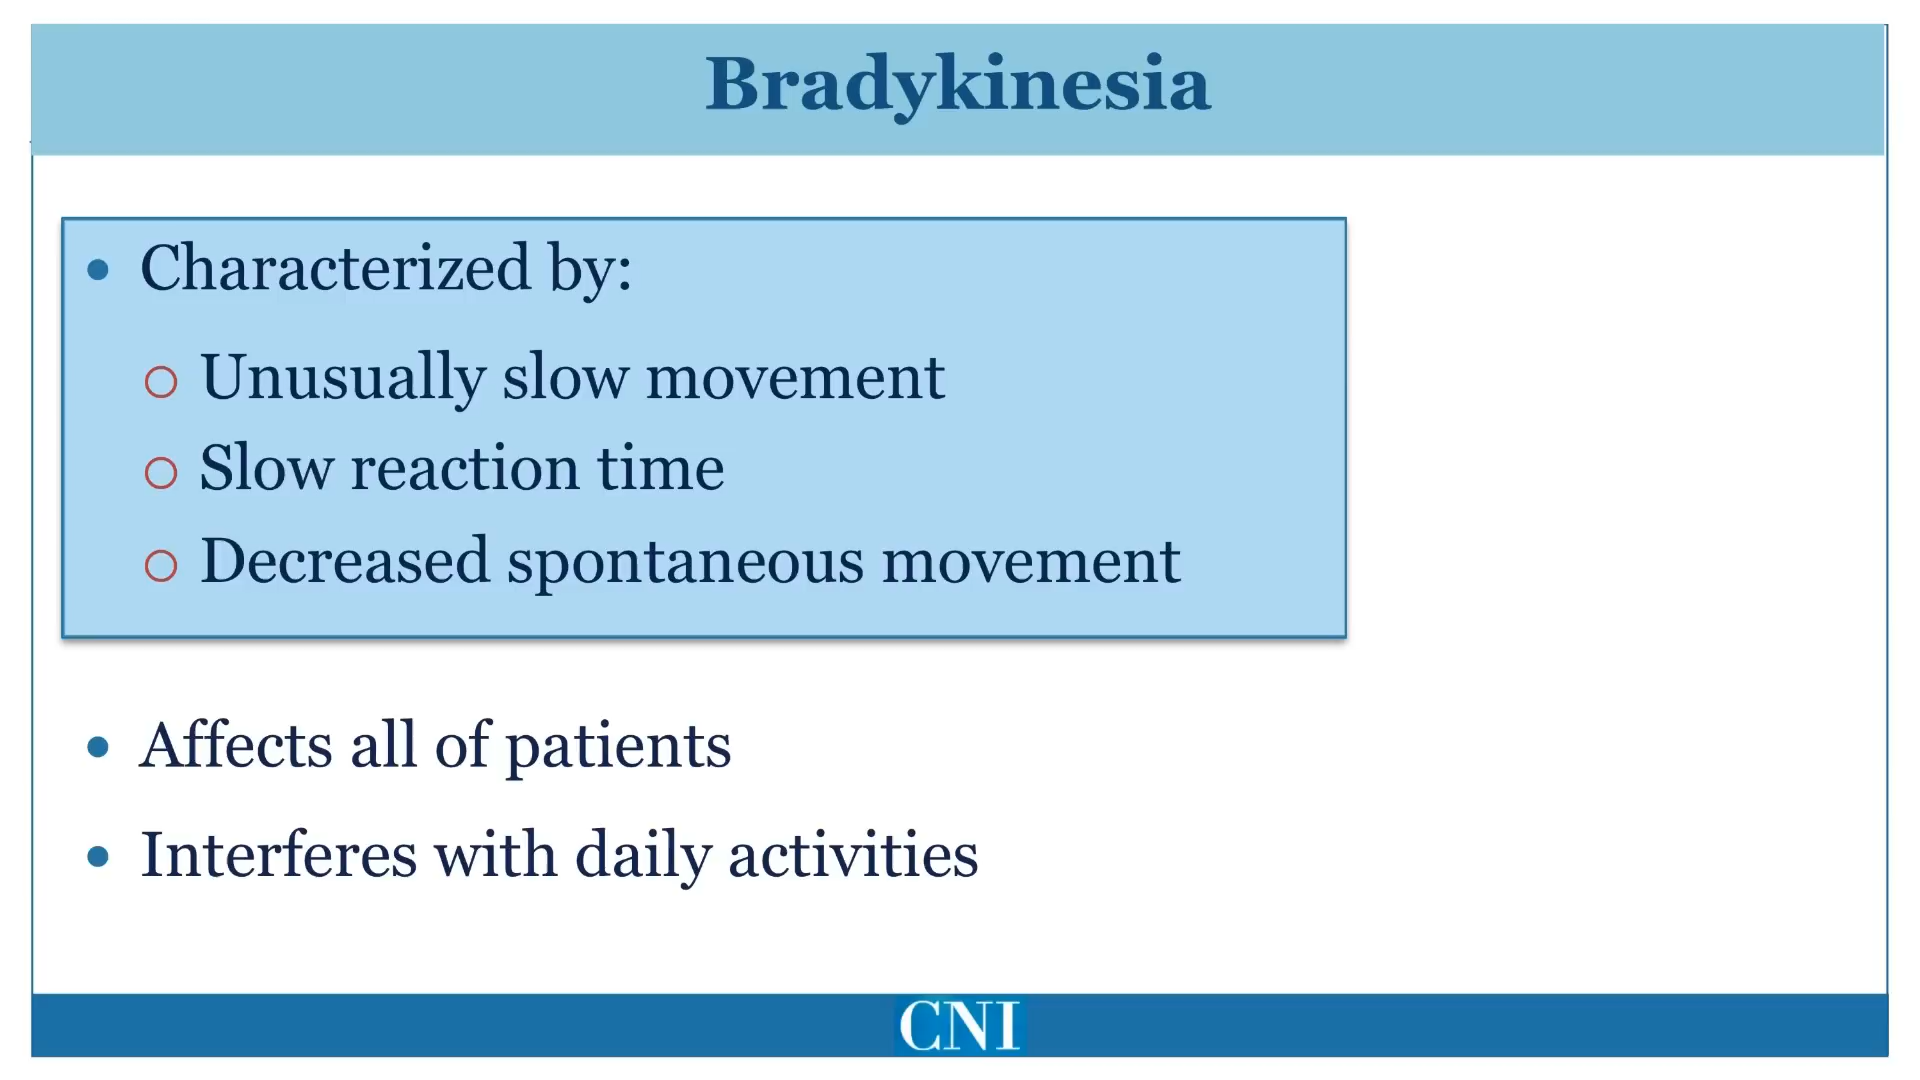 Bradykinesia
• Characterized by:
○ Unusually slow movement
○ Slow reaction time
○ Decreased spontaneous movement
• Affects all of patients
• Interferes with daily activities
CNI